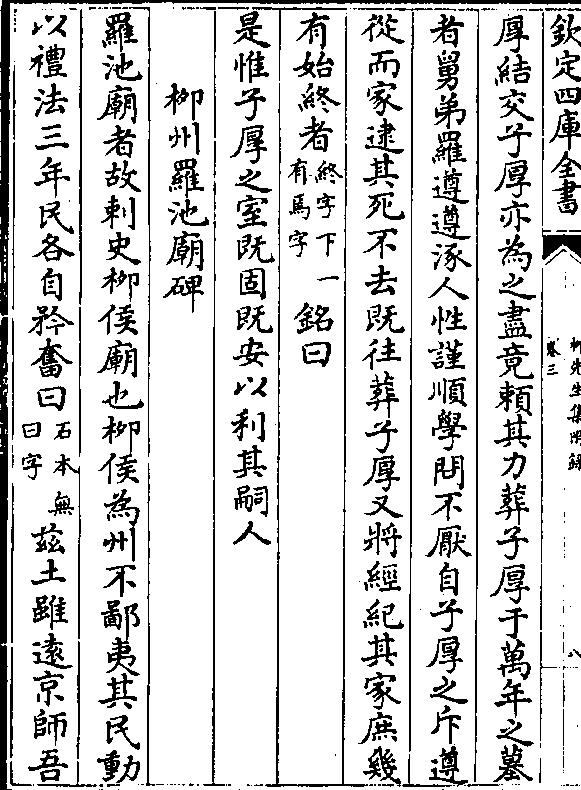 欽定四庫全書
柳先生集附錄
卷三
八
厚結交子厚亦為之盡竟頼其力葬子厚于萬年之墓
者舅弟羅遵遵涿人性謹順學問不厭自子厚之斥遵
從而家逮其死不去既往葬子厚又將經紀其家庶幾
有始終者終字下一有焉字銘曰
是惟子厚之室既固既安以利其嗣人
柳州羅池廟碑
羅池廟者故刺史柳侯廟也柳侯為州不鄙夷其民動
以禮法三年民各自矜奮曰石本無曰字茲土雖遠京師吾